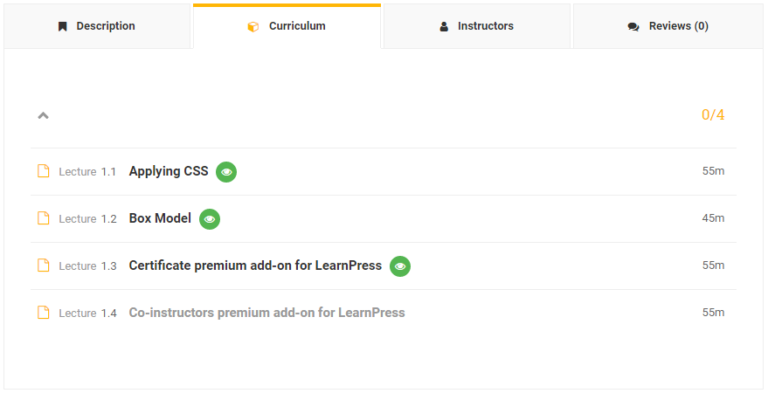 Description
Curriculum
Instructors
Reviews (0)
0/4
Lecture 1.1 Applying CSS 55m
Lecture 1.2 Box Model 45m
Lecture 1.3 Certificate premium add-on for LearnPress 55m
Lecture 1.4 Co-instructors premium add-on for LearnPress 55m